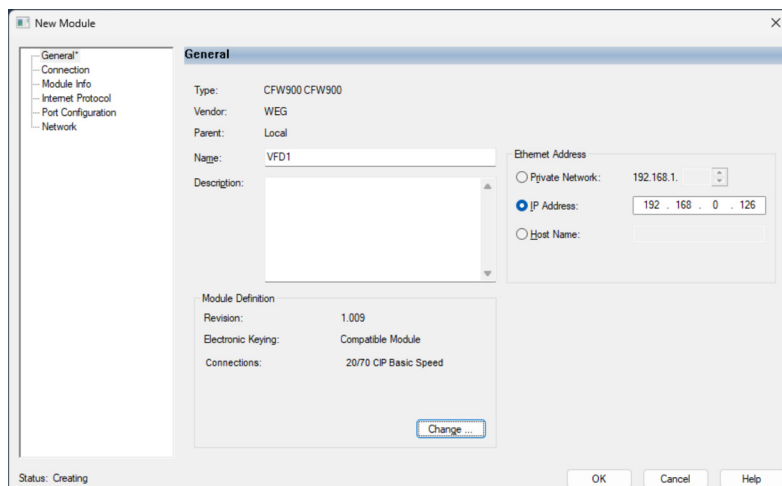 New Module
General*
Connection
Module Info
Internet Protocol
Port Configuration
Network
General
Type: CFW900 CFW900
Vendor: WEG
Parent: Local
Name: VFD1
Description:
Ethernet Address
Private Network: 192.168.1.
IP Address: 192 . 168 . 0 . 126
Host Name:
Module Definition
Revision: 1.009
Electronic Keying: Compatible Module
Connections: 20/70 CIP Basic Speed
Change ...
Status: Creating
OK Cancel Help